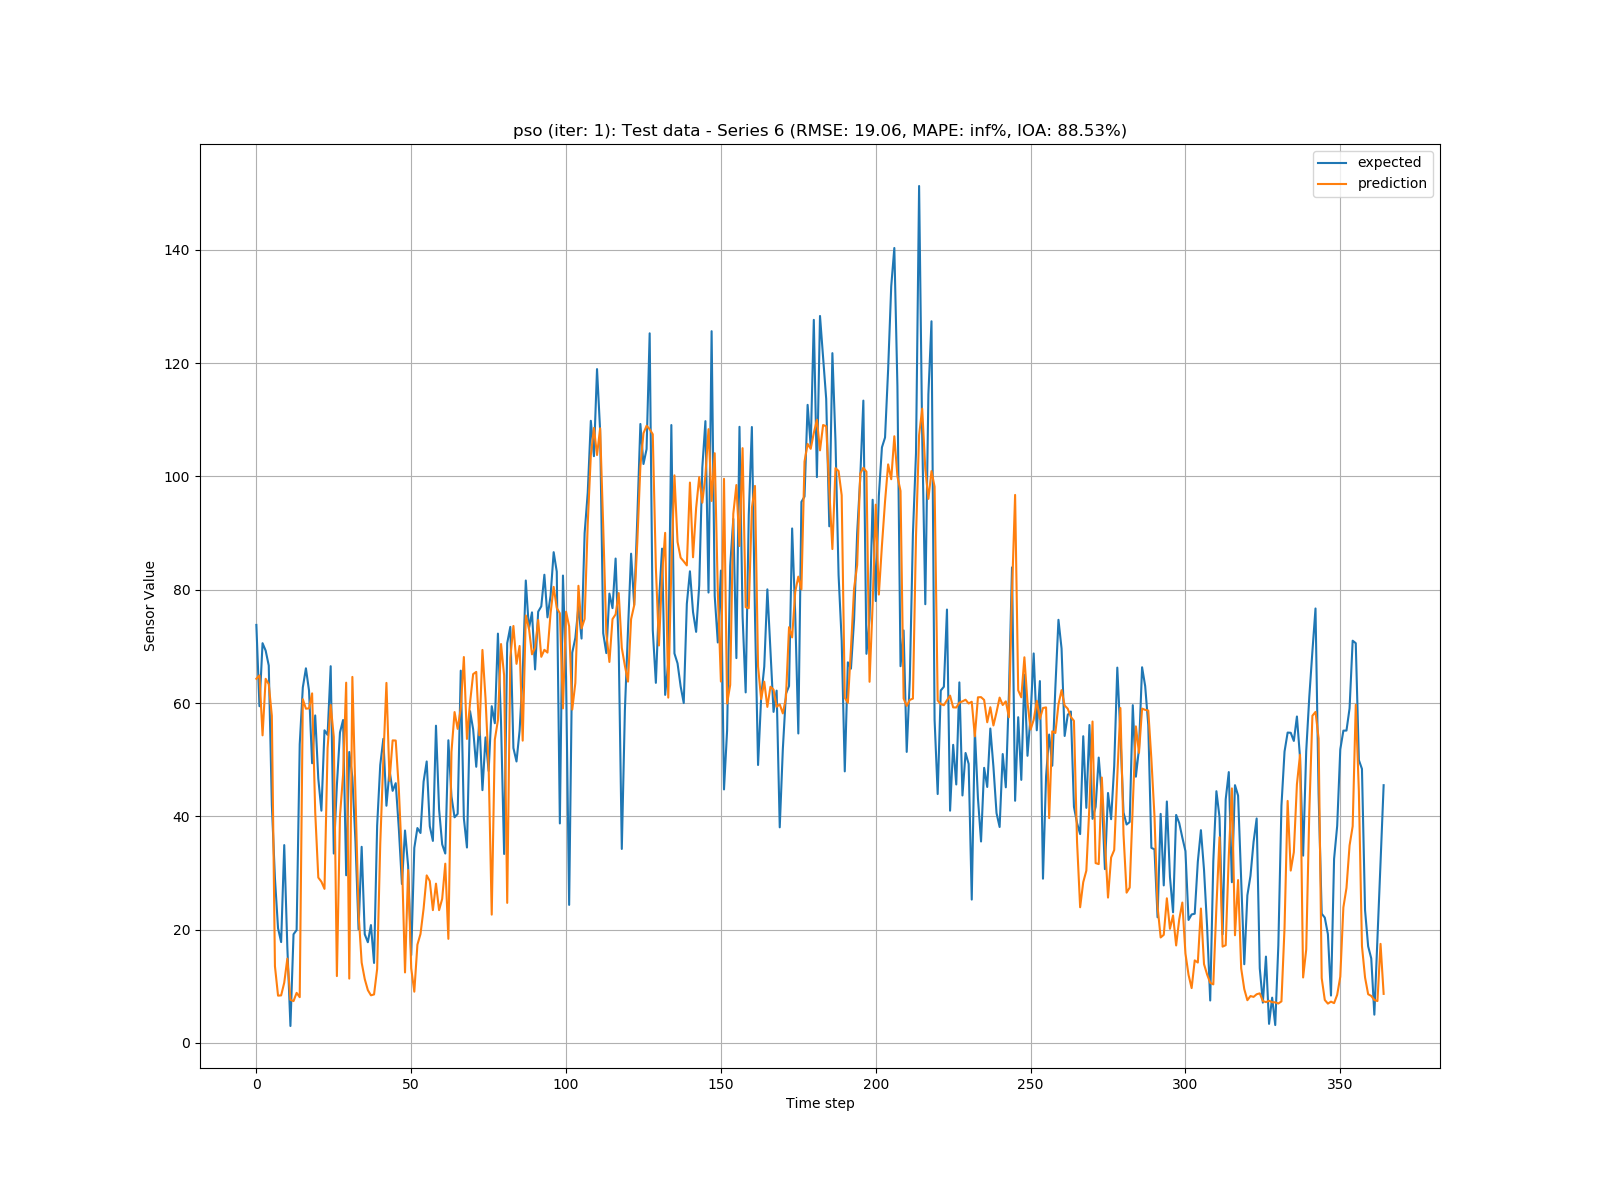 pso (iter: 1): Test data - Series 6 (RMSE: 19.06, MAPE: inf%, IOA: 88.53%)
expected
prediction
140
120
100
80
60
40
20
0
Sensor Value
0 50 100 150 200 250 300 350
Time step